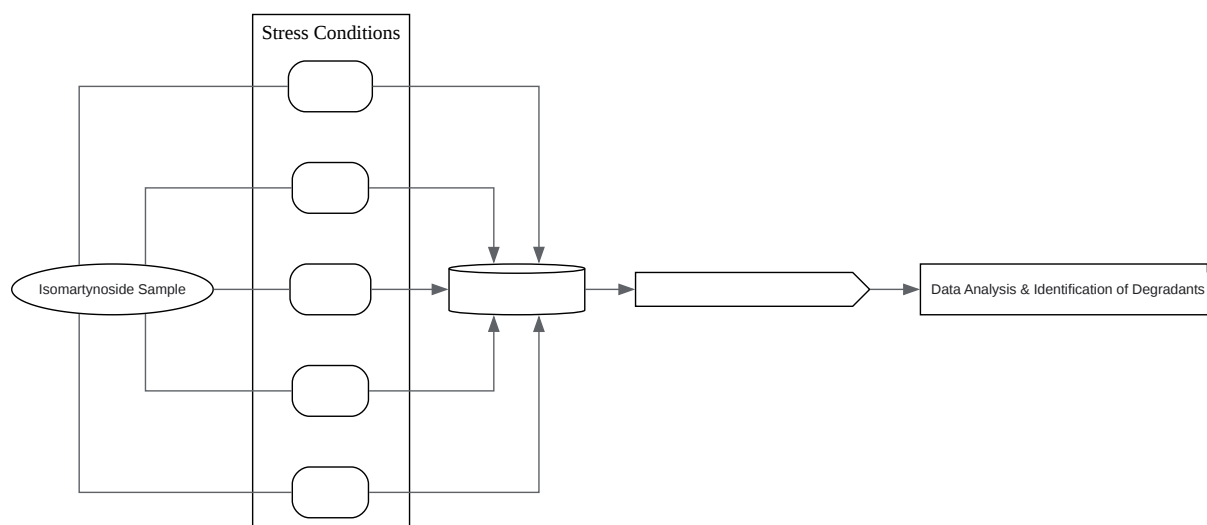 Stress Conditions
Isomartynoside Sample
Data Analysis & Identification of Degradants